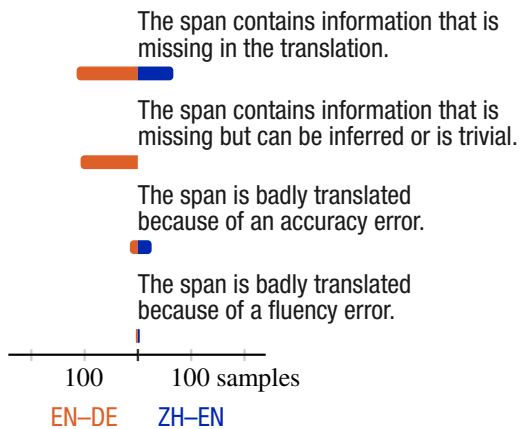 The span contains information that is
missing in the translation.
The span contains information that is
missing but can be inferred or is trivial.
The span is badly translated
because of an accuracy error.
The span is badly translated
because of a fluency error.
100 100 samples
EN–DE ZH–EN